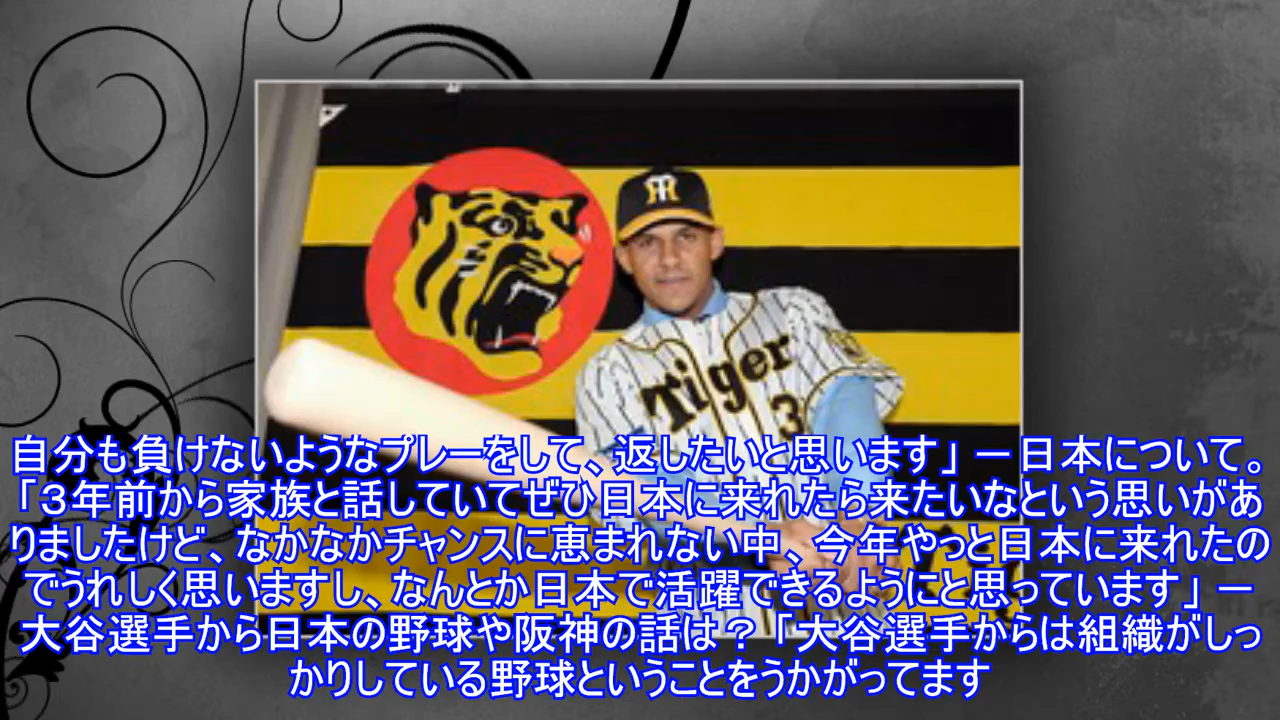 Tiger
3
自分も負けないようなプレーをして、返したいと思います」 ー日本について。
「３年前から家族と話していてぜひ日本に来れたら来たいなという思いがあ
りましたけど、なかなかチャンスに恵まれない中、今年やっと日本に来れたの
でうれしく思いますし、なんとか日本で活躍できるようにと思っています」 ー
大谷選手から日本の野球や阪神の話は？ 「大谷選手からは組織がしっ
かりしている野球ということをうかがってます